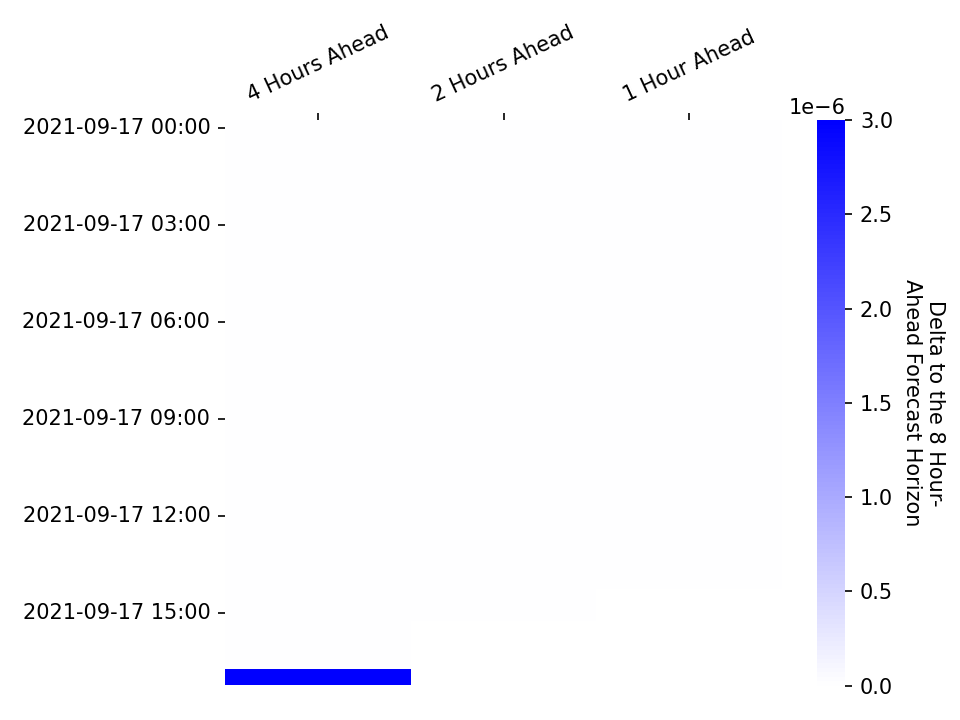 4 Hours Ahead
2 Hours Ahead
1 Hour Ahead
1e−6
2021-09-17 00:00
2021-09-17 03:00
2021-09-17 06:00
2021-09-17 09:00
2021-09-17 12:00
2021-09-17 15:00
3.0
2.5
2.0
1.5
1.0
0.5
0.0
Delta to the 8 Hour-
Ahead Forecast Horizon